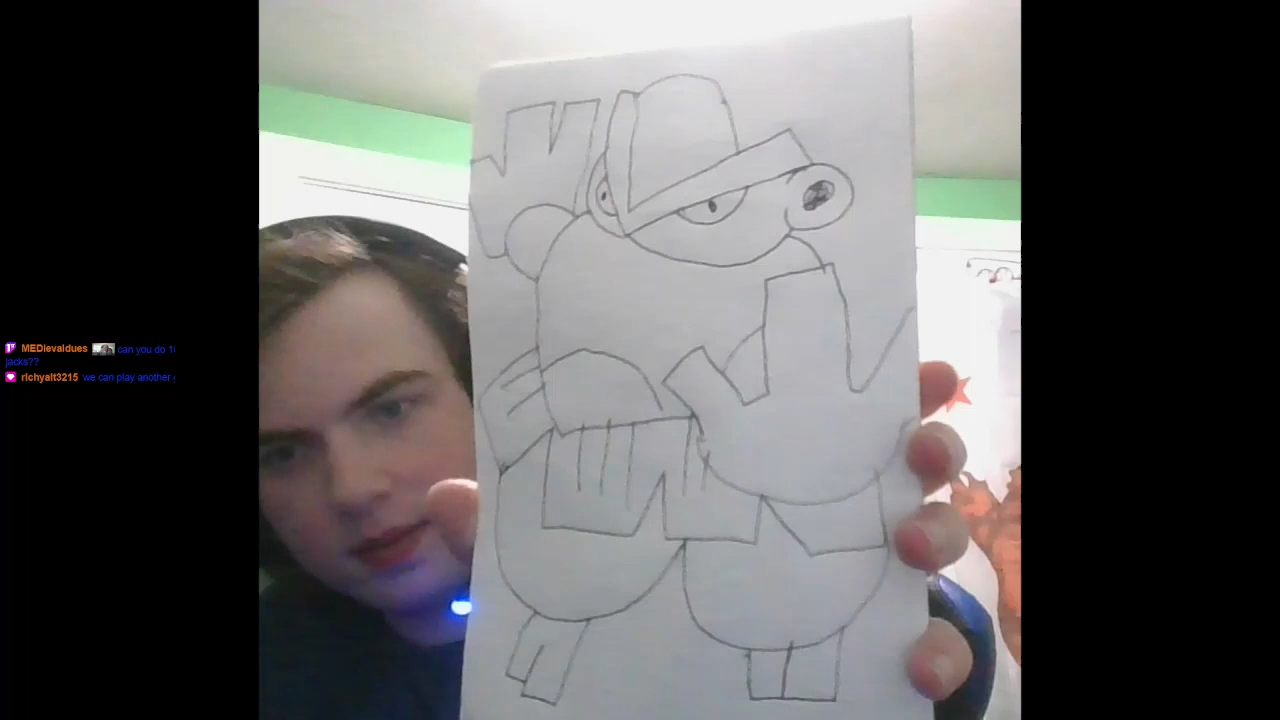 MEDievaldues can you do 1
jacks??
richyalt3215 we can play another